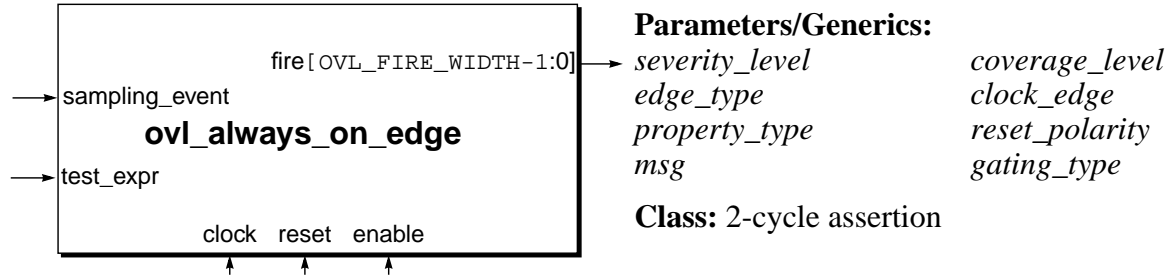 fire[OVL_FIRE_WIDTH-1:0]
sampling_event
ovl_always_on_edge
test_expr
clock reset enable
Parameters/Generics:
severity_level coverage_level
edge_type clock_edge
property_type reset_polarity
msg gating_type
Class: 2-cycle assertion